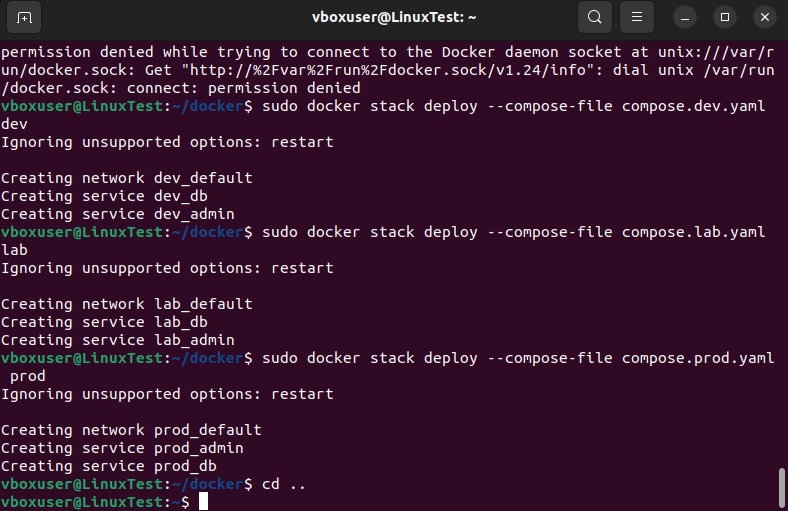 vboxuser@LinuxTest: ~
permission denied while trying to connect to the Docker daemon socket at unix:///var/r
un/docker.sock: Get "http://%2Fvar%2Frun%2Fdocker.sock/v1.24/info": dial unix /var/run
/docker.sock: connect: permission denied
vboxuser@LinuxTest:~/docker$ sudo docker stack deploy --compose-file compose.dev.yaml
dev
Ignoring unsupported options: restart

Creating network dev_default
Creating service dev_db
Creating service dev_admin
vboxuser@LinuxTest:~/docker$ sudo docker stack deploy --compose-file compose.lab.yaml
lab
Ignoring unsupported options: restart

Creating network lab_default
Creating service lab_db
Creating service lab_admin
vboxuser@LinuxTest:~/docker$ sudo docker stack deploy --compose-file compose.prod.yaml
 prod
Ignoring unsupported options: restart

Creating network prod_default
Creating service prod_admin
Creating service prod_db
vboxuser@LinuxTest:~/docker$ cd ..
vboxuser@LinuxTest:~$